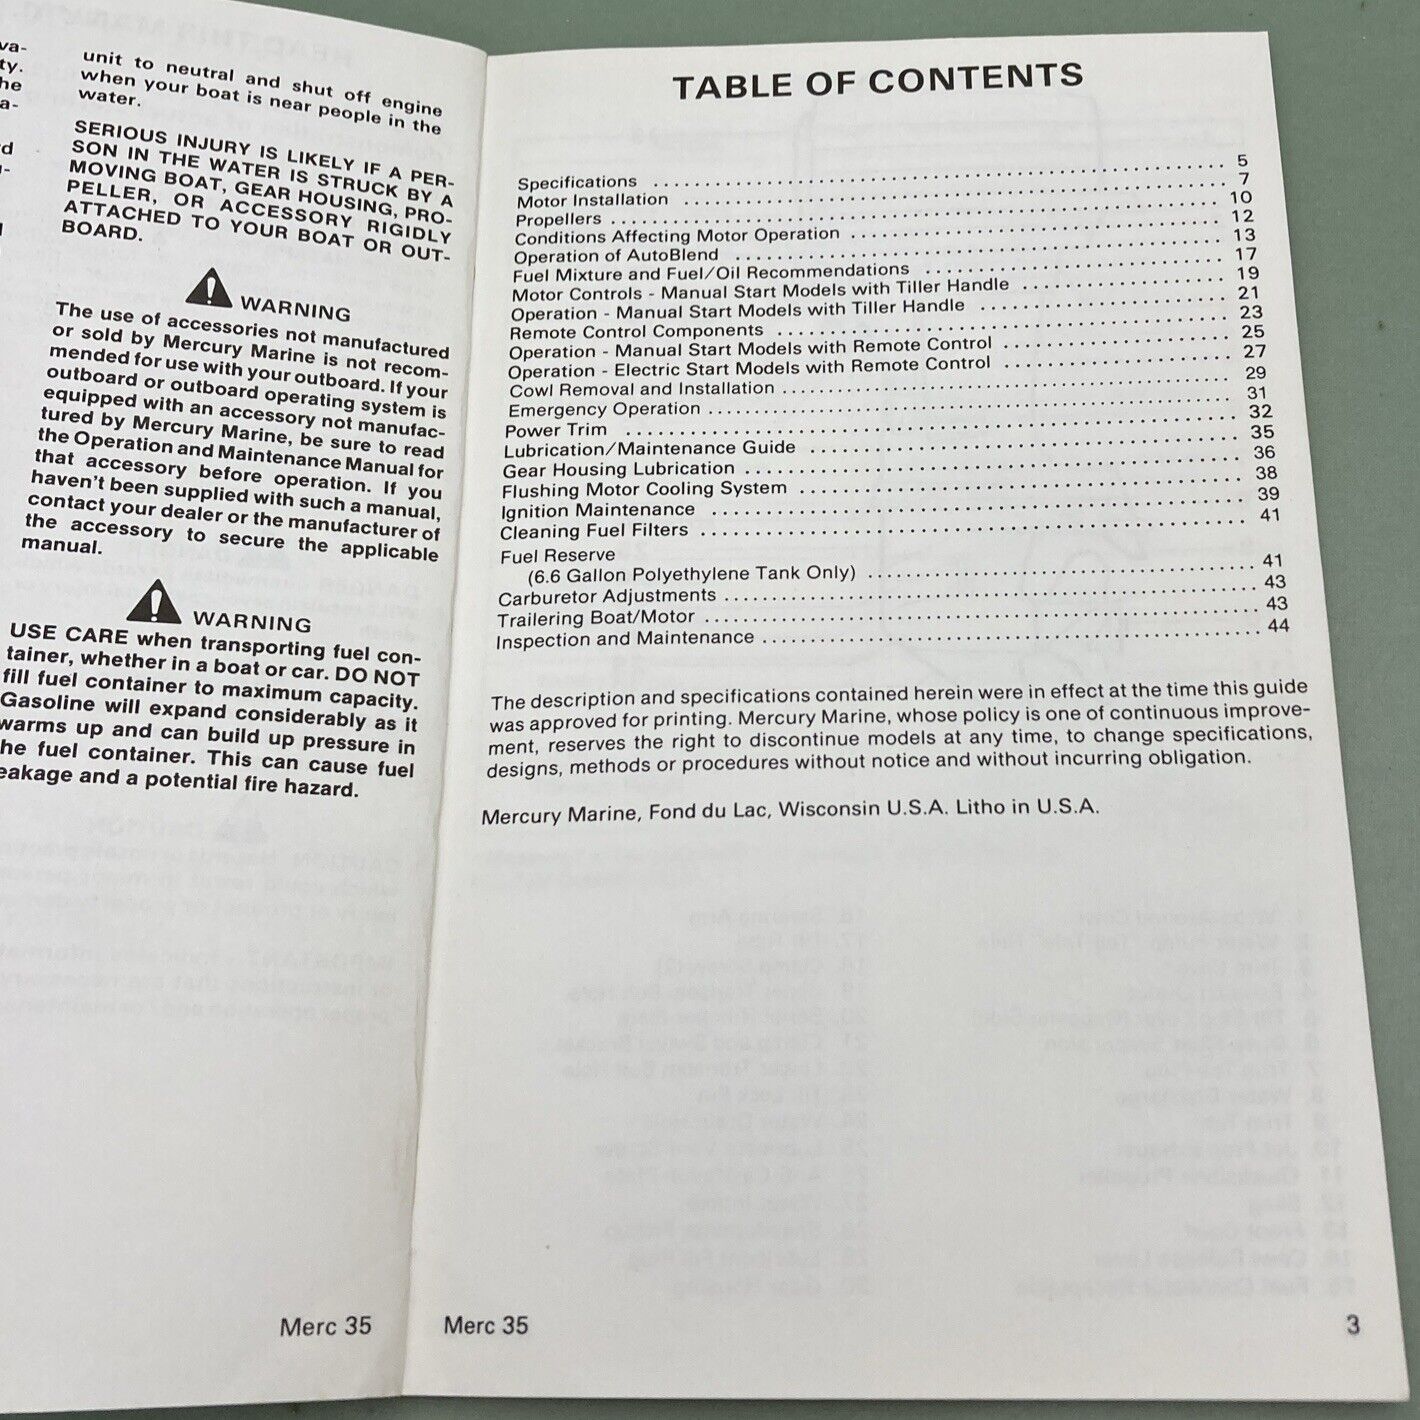 va-
ty.
he
a-
unit to neutral and shut off engine
when your boat is near people in the
water.
SERIOUS INJURY IS LIKELY IF A PER-
SON IN THE WATER IS STRUCK BY A
MOVING BOAT, GEAR HOUSING, PRO-
PELLER, OR ACCESSORY RIGIDLY
ATTACHED TO YOUR BOAT OR OUT-
BOARD.
WARNING
The use of accessories not manufactured
or sold by Mercury Marine is not recom-
mended for use with your outboard. If your
outboard or outboard operating system is
equipped with an accessory not manufac-
tured by Mercury Marine, be sure to read
the Operation and Maintenance Manual for
that accessory before operation. If you
haven't been supplied with such a manual,
contact your dealer or the manufacturer of
the accessory to secure the applicable
manual.
WARNING
USE CARE when transporting fuel con-
tainer, whether in a boat or car. DO NOT
fill fuel container to maximum capacity.
Gasoline will expand considerably as it
warms up and can build up pressure in
he fuel container. This can cause fuel
eakage and a potential fire hazard.
Merc 35
TABLE OF CONTENTS
Specifications 5
Motor Installation 7
Propellers 10
Conditions Affecting Motor Operation 12
Operation of AutoBlend 13
Fuel Mixture and Fuel/Oil Recommendations 17
Motor Controls - Manual Start Models with Tiller Handle 19
Operation - Manual Start Models with Tiller Handle 21
Remote Control Components 23
Operation - Manual Start Models with Remote Control 25
Operation - Electric Start Models with Remote Control 27
Cowl Removal and Installation 29
Emergency Operation 31
Power Trim 32
Lubrication/Maintenance Guide 35
Gear Housing Lubrication 36
Flushing Motor Cooling System 38
Ignition Maintenance 39
Cleaning Fuel Filters 41
Fuel Reserve
(6.6 Gallon Polyethylene Tank Only) 41
Carburetor Adjustments 43
Trailering Boat/Motor 43
Inspection and Maintenance 44
The description and specifications contained herein were in effect at the time this guide
was approved for printing. Mercury Marine, whose policy is one of continuous improve-
ment, reserves the right to discontinue models at any time, to change specifications,
designs, methods or procedures without notice and without incurring obligation.
Mercury Marine, Fond du Lac, Wisconsin U.S.A. Litho in U.S.A.
Merc 35
3